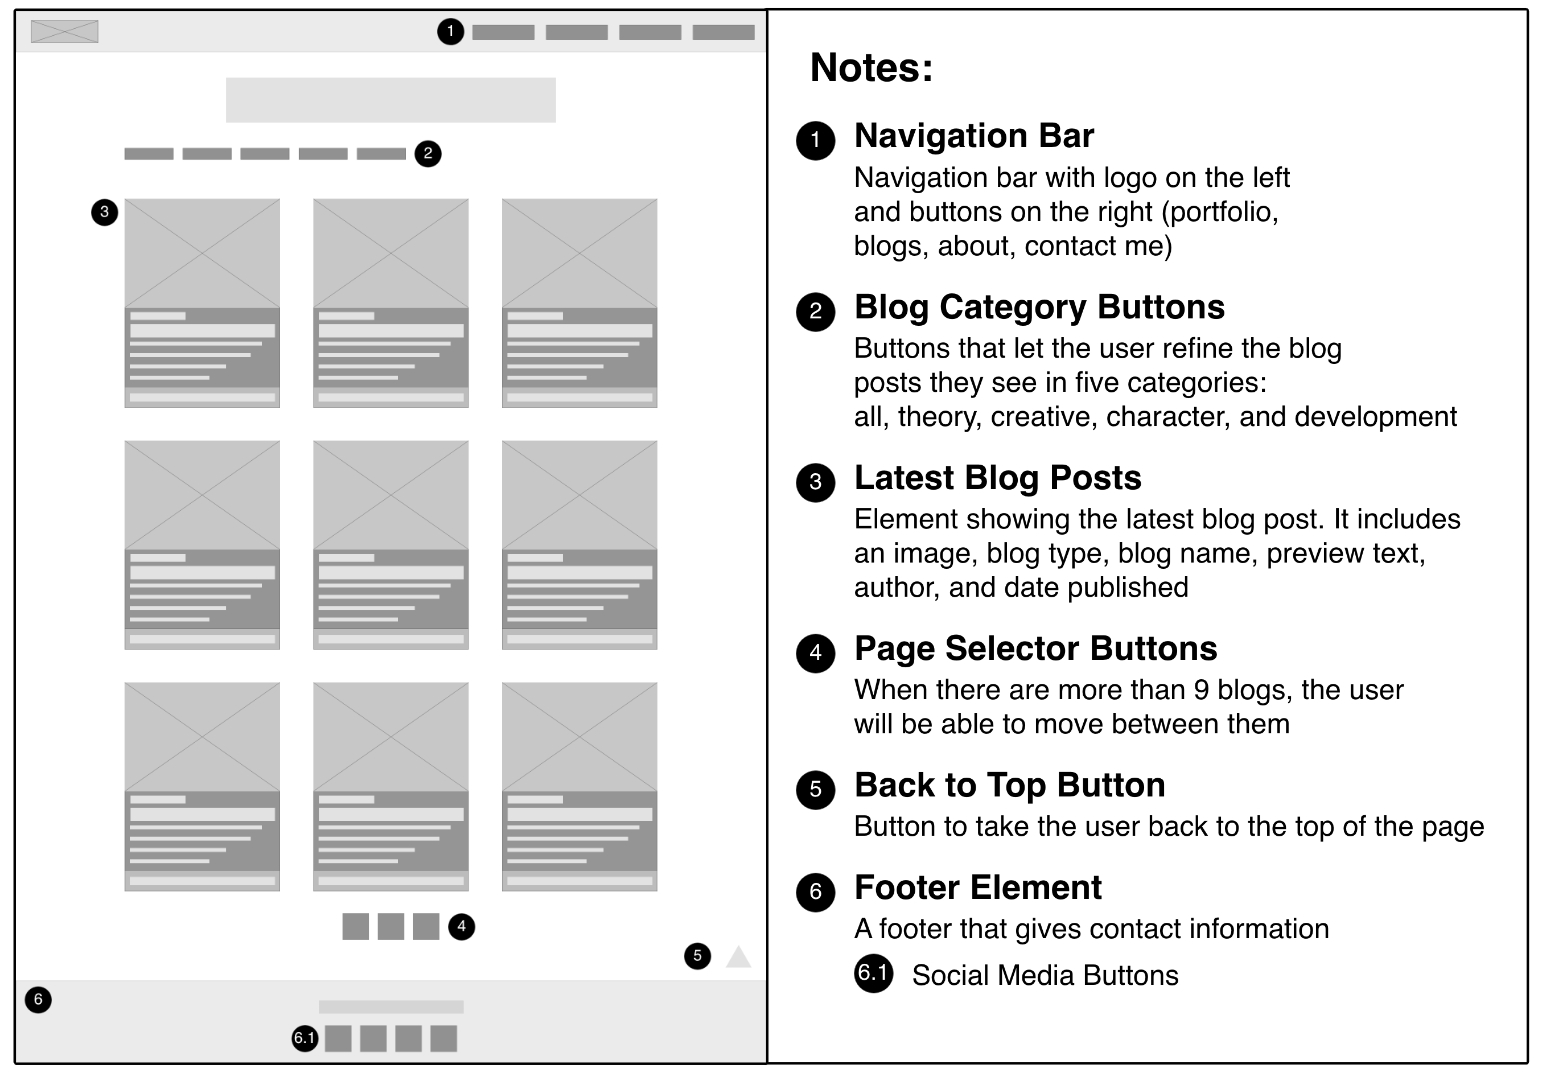 1
2
3
4
5
6
6.1
Notes:
1 Navigation Bar
Navigation bar with logo on the left
and buttons on the right (portfolio,
blogs, about, contact me)
2 Blog Category Buttons
Buttons that let the user refine the blog
posts they see in five categories:
all, theory, creative, character, and development
3 Latest Blog Posts
Element showing the latest blog post. It includes
an image, blog type, blog name, preview text,
author, and date published
4 Page Selector Buttons
When there are more than 9 blogs, the user
will be able to move between them
5 Back to Top Button
Button to take the user back to the top of the page
6 Footer Element
A footer that gives contact information
6.1 Social Media Buttons